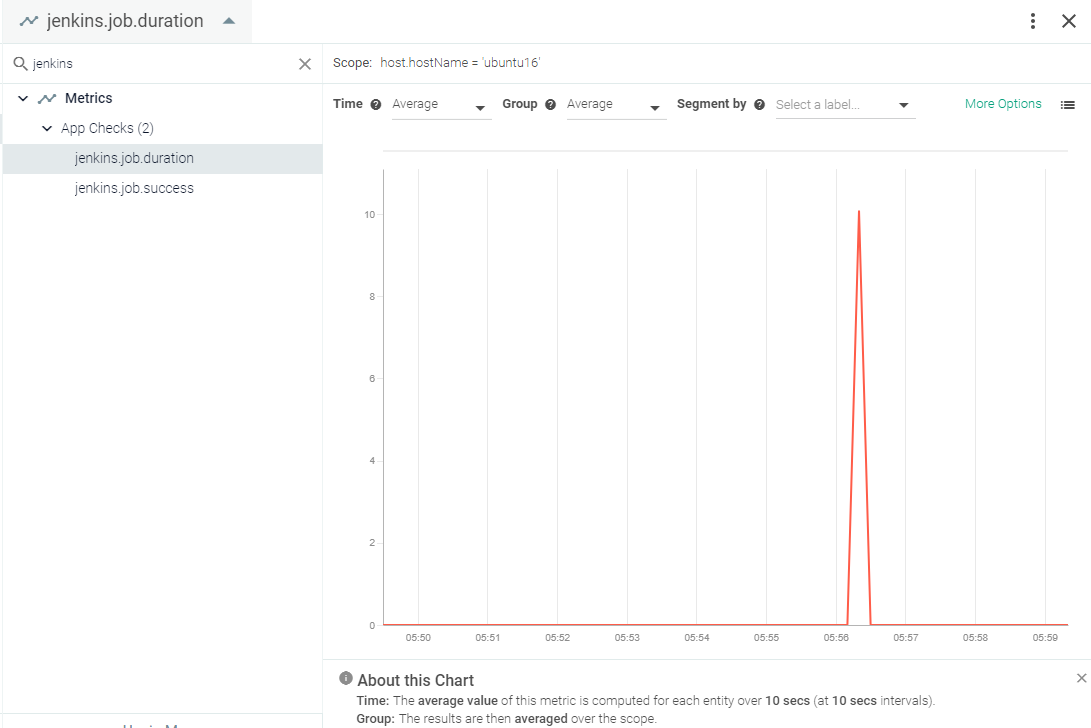 jenkins.job.duration
jenkins
Metrics
App Checks (2)
jenkins.job.duration
jenkins.job.success
Scope: host.hostName = 'ubuntu16'
Time Average Group Average Segment by Select a label... More Options
10
8
6
4
2
0
05:50 05:51 05:52 05:53 05:54 05:55 05:56 05:57 05:58 05:59
About this Chart
Time: The average value of this metric is computed for each entity over 10 secs (at 10 secs intervals).
Group: The results are then averaged over the scope.